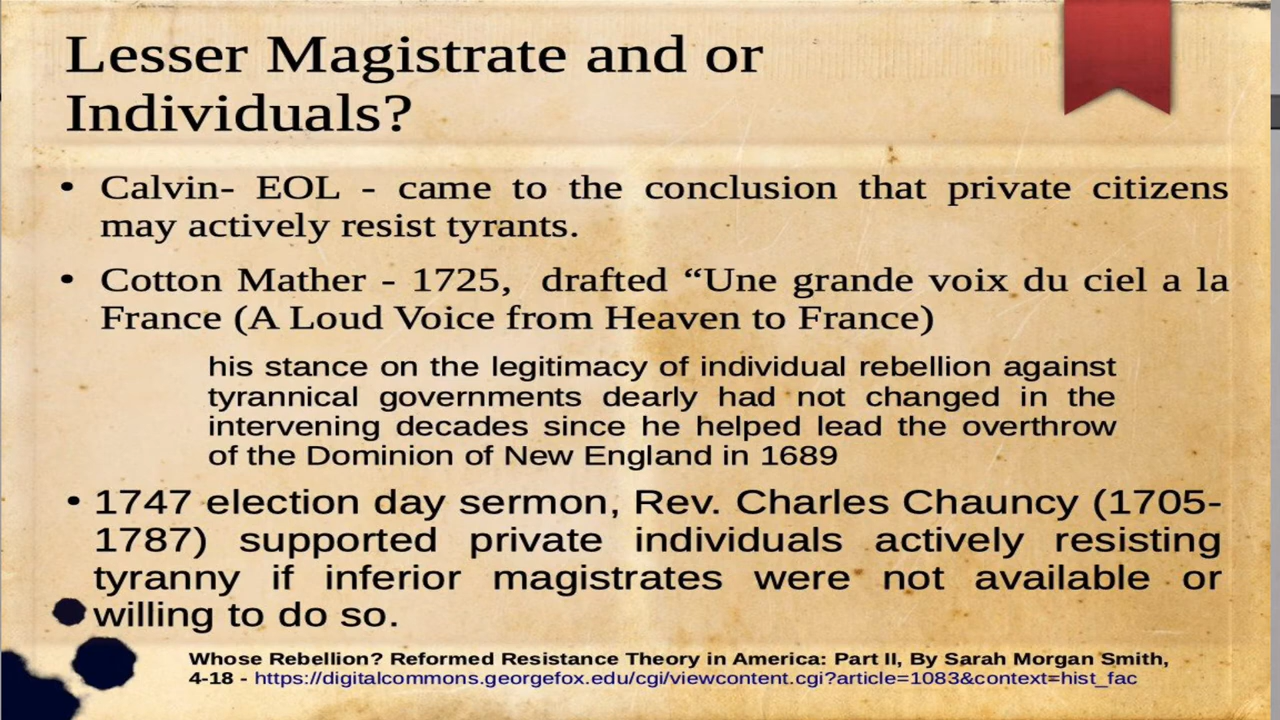 Lesser Magistrate and or
Individuals?
• Calvin- EOL - came to the conclusion that private citizens
may actively resist tyrants.
• Cotton Mather - 1725, drafted “Une grande voix du ciel a la
France (A Loud Voice from Heaven to France)
his stance on the legitimacy of individual rebellion against
tyrannical governments dearly had not changed in the
intervening decades since he helped lead the overthrow
of the Dominion of New England in 1689
• 1747 election day sermon, Rev. Charles Chauncy (1705-
1787) supported private individuals actively resisting
tyranny if inferior magistrates were not available or
willing to do so.
Whose Rebellion? Reformed Resistance Theory in America: Part II, By Sarah Morgan Smith,
4-18 - https://digitalcommons.georgefox.edu/cgi/viewcontent.cgi?article=1083&context=hist_fac